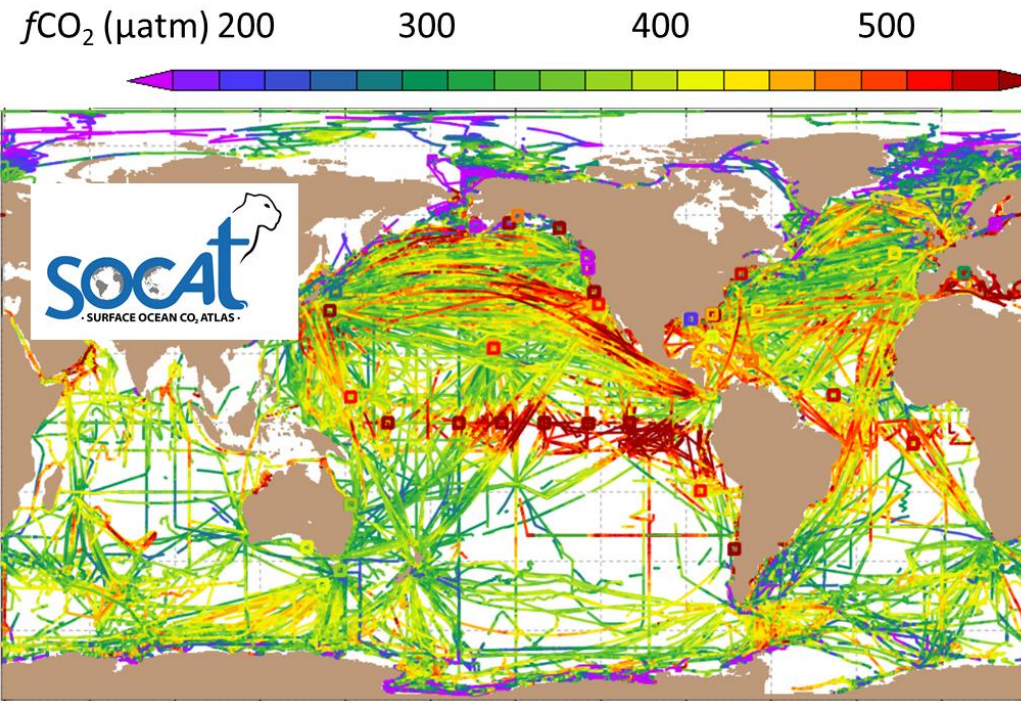 fCO₂ (µatm) 200 300 400 500
SOCAt
· SURFACE OCEAN CO₂ ATLAS ·